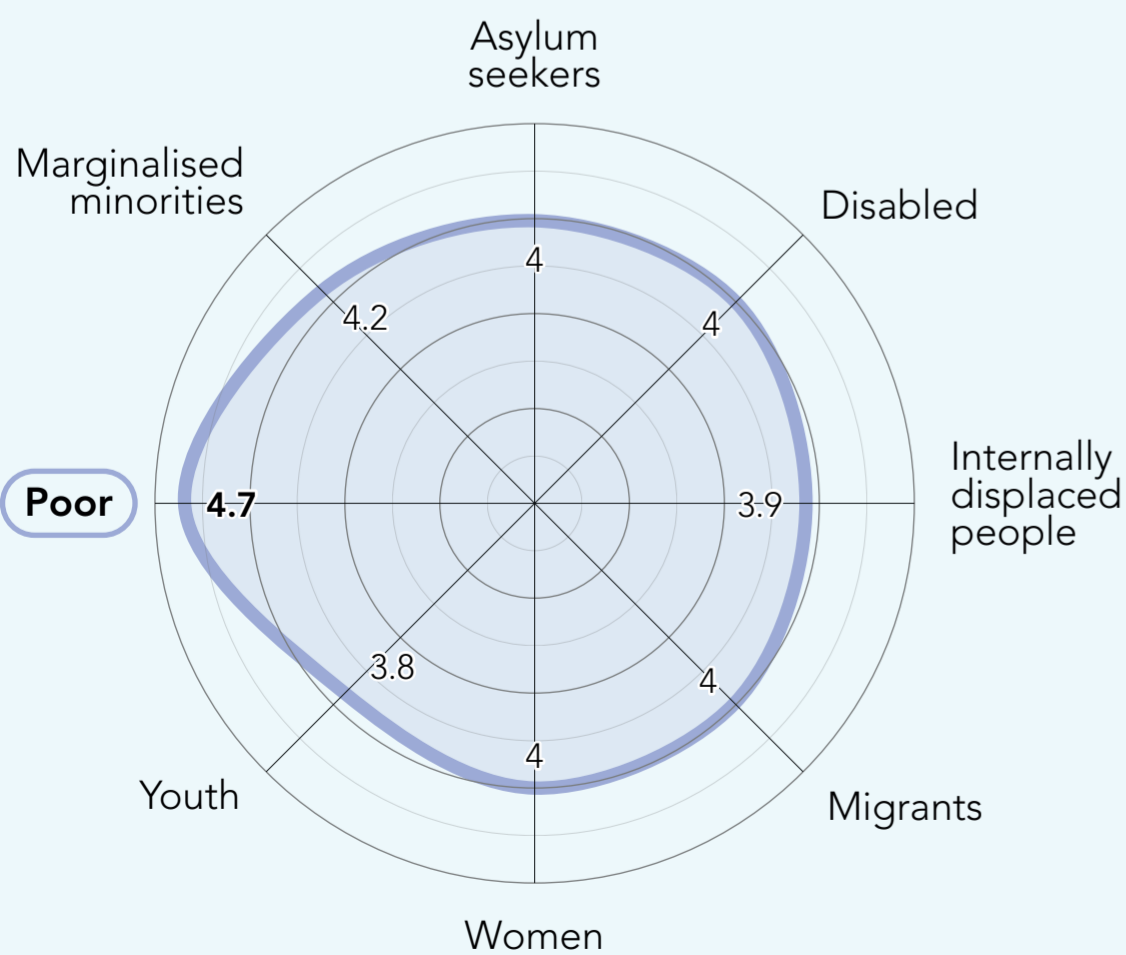 Asylum
seekers
Marginalised
minorities
Disabled
4
4.2
4
Internally
displaced
people
Poor
4.7
3.9
3.8
4
4
Youth
Migrants
Women